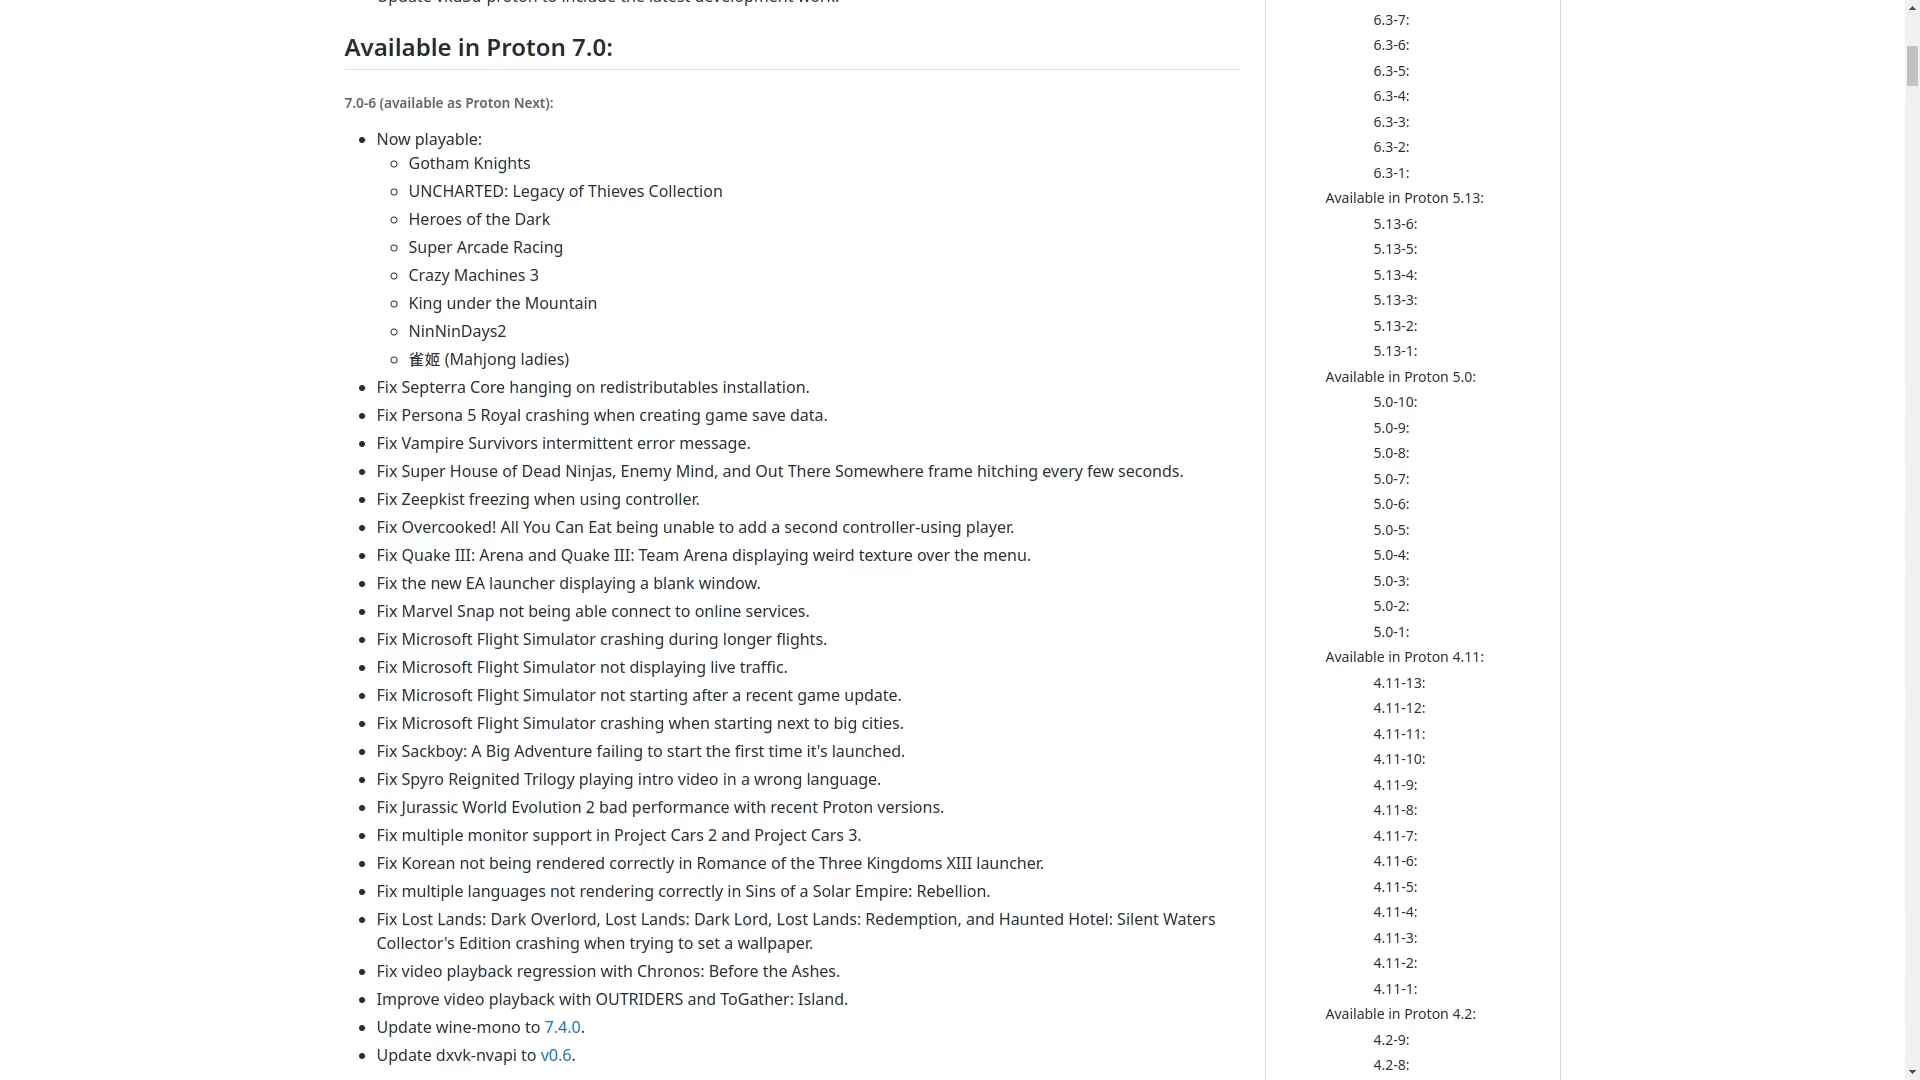 Update vkd3d-proton to include the latest development work.
Available in Proton 7.0:
7.0-6 (available as Proton Next):
Now playable:
Gotham Knights
UNCHARTED: Legacy of Thieves Collection
Heroes of the Dark
Super Arcade Racing
Crazy Machines 3
King under the Mountain
NinNinDays2
雀姬 (Mahjong ladies)
Fix Septerra Core hanging on redistributables installation.
Fix Persona 5 Royal crashing when creating game save data.
Fix Vampire Survivors intermittent error message.
Fix Super House of Dead Ninjas, Enemy Mind, and Out There Somewhere frame hitching every few seconds.
Fix Zeepkist freezing when using controller.
Fix Overcooked! All You Can Eat being unable to add a second controller-using player.
Fix Quake III: Arena and Quake III: Team Arena displaying weird texture over the menu.
Fix the new EA launcher displaying a blank window.
Fix Marvel Snap not being able connect to online services.
Fix Microsoft Flight Simulator crashing during longer flights.
Fix Microsoft Flight Simulator not displaying live traffic.
Fix Microsoft Flight Simulator not starting after a recent game update.
Fix Microsoft Flight Simulator crashing when starting next to big cities.
Fix Sackboy: A Big Adventure failing to start the first time it's launched.
Fix Spyro Reignited Trilogy playing intro video in a wrong language.
Fix Jurassic World Evolution 2 bad performance with recent Proton versions.
Fix multiple monitor support in Project Cars 2 and Project Cars 3.
Fix Korean not being rendered correctly in Romance of the Three Kingdoms XIII launcher.
Fix multiple languages not rendering correctly in Sins of a Solar Empire: Rebellion.
Fix Lost Lands: Dark Overlord, Lost Lands: Dark Lord, Lost Lands: Redemption, and Haunted Hotel: Silent Waters
Collector's Edition crashing when trying to set a wallpaper.
Fix video playback regression with Chronos: Before the Ashes.
Improve video playback with OUTRIDERS and ToGather: Island.
Update wine-mono to 7.4.0.
Update dxvk-nvapi to v0.6.
6.3-7:
6.3-6:
6.3-5:
6.3-4:
6.3-3:
6.3-2:
6.3-1:
Available in Proton 5.13:
5.13-6:
5.13-5:
5.13-4:
5.13-3:
5.13-2:
5.13-1:
Available in Proton 5.0:
5.0-10:
5.0-9:
5.0-8:
5.0-7:
5.0-6:
5.0-5:
5.0-4:
5.0-3:
5.0-2:
5.0-1:
Available in Proton 4.11:
4.11-13:
4.11-12:
4.11-11:
4.11-10:
4.11-9:
4.11-8:
4.11-7:
4.11-6:
4.11-5:
4.11-4:
4.11-3:
4.11-2:
4.11-1:
Available in Proton 4.2:
4.2-9:
4.2-8: